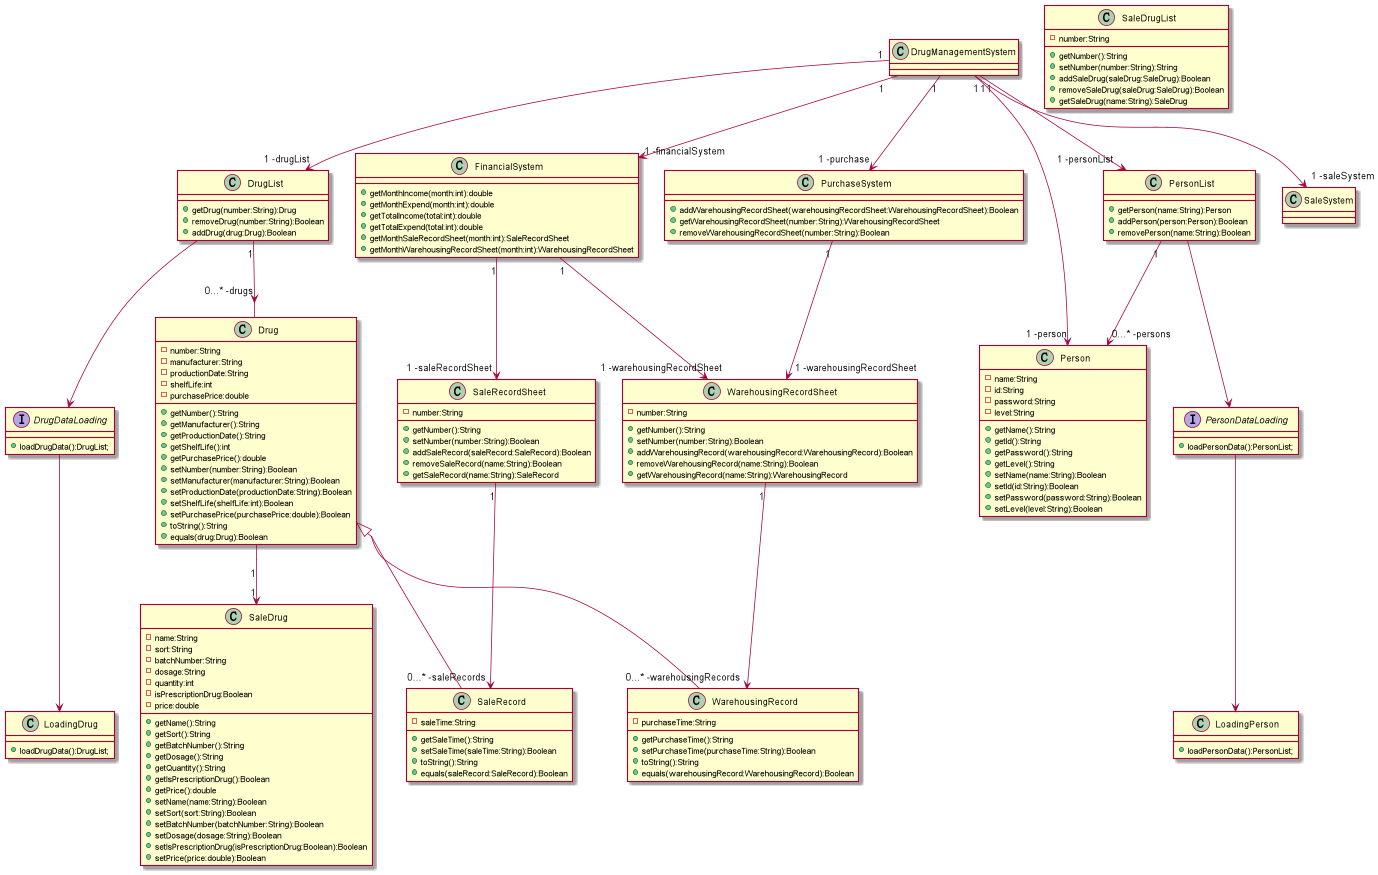 C SaleDrugList
number:String
getNumber():String
setNumber(number:String):String
addSaleDrug(saleDrug:SaleDrug):Boolean
removeSaleDrug(saleDrug:SaleDrug):Boolean
getSaleDrug(name:String):SaleDrug
C DrugManagementSystem
1
1
1
1 1 1
1 -drugList
1 -financialSystem
1 -purchase
1 -personList
1 -saleSystem
C DrugList
getDrug(number:String):Drug
removeDrug(number:String):Boolean
addDrug(drug:Drug):Boolean
C FinancialSystem
getMonthIncome(month:int):double
getMonthExpend(month:int):double
getTotalIncome(total:int):double
getTotalExpend(total:int):double
getMonthSaleRecordSheet(month:int):SaleRecordSheet
getMonthWarehousingRecordSheet(month:int):WarehousingRecordSheet
C PurchaseSystem
addWarehousingRecordSheet(warehousingRecordSheet:WarehousingRecordSheet):Boolean
getWarehousingRecordSheet(number:String):WarehousingRecordSheet
removeWarehousingRecordSheet(number:String):Boolean
C PersonList
getPerson(name:String):Person
addPerson(person:Person):Boolean
removePerson(name:String):Boolean
C SaleSystem
1
0...* -drugs
1
1 -saleRecordSheet
1
1 -warehousingRecordSheet
1
1 -warehousingRecordSheet
1 -person
1
0...* -persons
C Drug
number:String
manufacturer:String
productionDate:String
shelfLife:int
purchasePrice:double
getNumber():String
getManufacturer():String
getProductionDate():String
getShelfLife():int
getPurchasePrice():double
setNumber(number:String):Boolean
setManufacturer(manufacturer:String):Boolean
setProductionDate(productionDate:String):Boolean
setShelfLife(shelfLife:int):Boolean
setPurchasePrice(purchasePrice:double):Boolean
toString():String
equals(drug:Drug):Boolean
I DrugDataLoading
loadDrugData():DrugList;
C SaleRecordSheet
number:String
getNumber():String
setNumber(number:String):Boolean
addSaleRecord(saleRecord:SaleRecord):Boolean
removeSaleRecord(name:String):Boolean
getSaleRecord(name:String):SaleRecord
C WarehousingRecordSheet
number:String
getNumber():String
setNumber(number:String):Boolean
addWarehousingRecord(warehousingRecord:WarehousingRecord):Boolean
removeWarehousingRecord(name:String):Boolean
getWarehousingRecord(name:String):WarehousingRecord
C Person
name:String
id:String
password:String
level:String
getName():String
getId():String
getPassword():String
getLevel():String
setName(name:String):Boolean
setId(id:String):Boolean
setPassword(password:String):Boolean
setLevel(level:String):Boolean
I PersonDataLoading
loadPersonData():PersonList;
1
1
1
0...* -saleRecords
1
0...* -warehousingRecords
C SaleDrug
name:String
sort:String
batchNumber:String
dosage:String
quantity:int
isPrescriptionDrug:Boolean
price:double
getName():String
getSort():String
getBatchNumber():String
getDosage():String
getQuantity():String
getIsPrescriptionDrug():Boolean
getPrice():double
setName(name:String):Boolean
setSort(sort:String):Boolean
setBatchNumber(batchNumber:String):Boolean
setDosage(dosage:String):Boolean
setIsPrescriptionDrug(isPrescriptionDrug:Boolean):Boolean
setPrice(price:double):Boolean
C LoadingDrug
loadDrugData():DrugList;
C SaleRecord
saleTime:String
getSaleTime():String
setSaleTime(saleTime:String):Boolean
toString():String
equals(saleRecord:SaleRecord):Boolean
C WarehousingRecord
purchaseTime:String
getPurchaseTime():String
setPurchaseTime(purchaseTime:String):Boolean
toString():String
equals(warehousingRecord:WarehousingRecord):Boolean
C LoadingPerson
loadPersonData():PersonList;